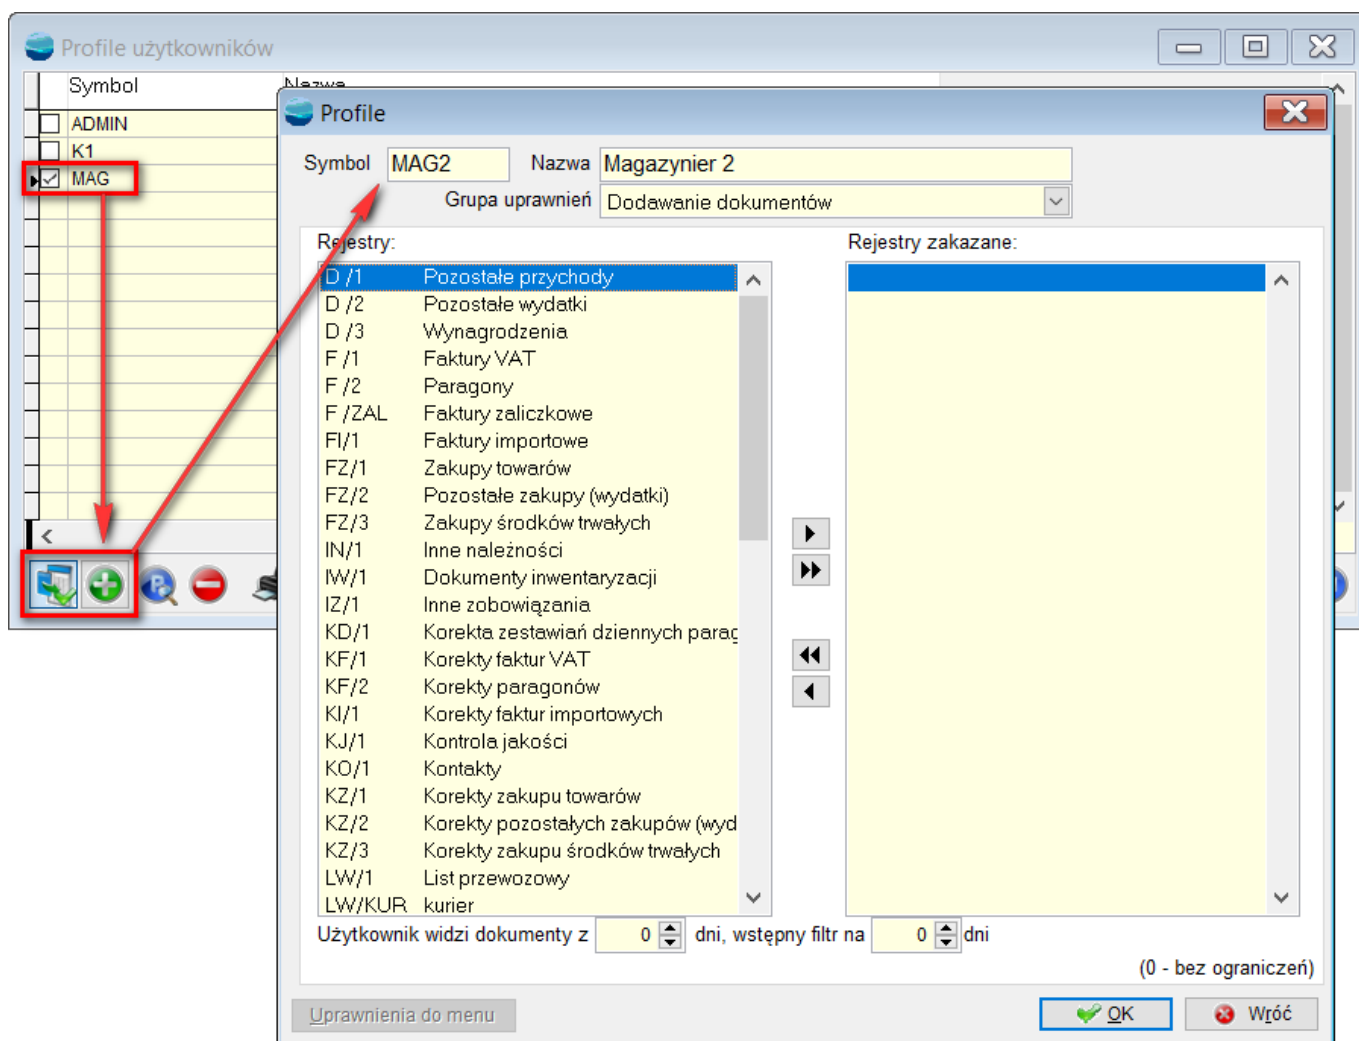 Profile użytkowników
Symbol Nazwa
ADMIN
K1
MAG
Profile
Symbol MAG2 Nazwa Magazynier 2
Grupa uprawnień Dodawanie dokumentów
Rejestry: Rejestry zakazane:
D /1 Pozostałe przychody
D /2 Pozostałe wydatki
D /3 Wynagrodzenia
F /1 Faktury VAT
F /2 Paragony
F /ZAL Faktury zaliczkowe
FI/1 Faktury importowe
FZ/1 Zakupy towarów
FZ/2 Pozostałe zakupy (wydatki)
FZ/3 Zakupy środków trwałych
IN/1 Inne należności
IW/1 Dokumenty inwentaryzacji
IZ/1 Inne zobowiązania
KD/1 Korekta zestawiań dziennych parag
KF/1 Korekty faktur VAT
KF/2 Korekty paragonów
KI/1 Korekty faktur importowych
KJ/1 Kontrola jakości
KO/1 Kontakty
KZ/1 Korekty zakupu towarów
KZ/2 Korekty pozostałych zakupów (wyd
KZ/3 Korekty zakupu środków trwałych
LW/1 List przewozowy
LW/KUR kurier
Użytkownik widzi dokumenty z 0 dni, wstępny filtr na 0 dni
(0 - bez ograniczeń)
Uprawnienia do menu OK Wróć